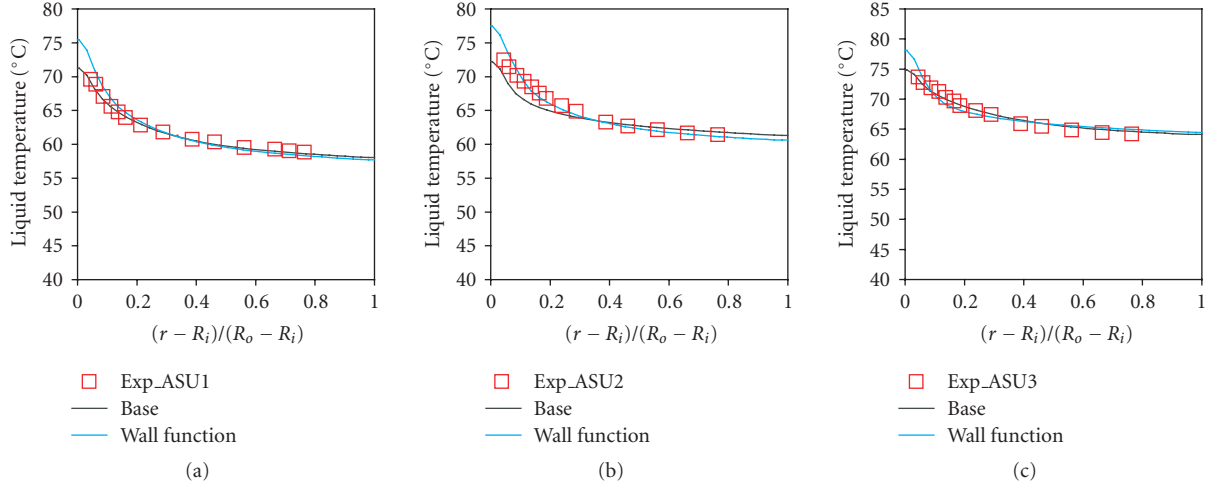 80
75
70
65
60
55
50
45
40
Liquid temperature (°C)
0 0.2 0.4 0.6 0.8 1
(r − Ri)/(Ro − Ri)
Exp_ASU1
Base
Wall function
(a)
80
75
70
65
60
55
50
45
40
Liquid temperature (°C)
0 0.2 0.4 0.6 0.8 1
(r − Ri)/(Ro − Ri)
Exp_ASU2
Base
Wall function
(b)
85
80
75
70
65
60
55
50
45
40
Liquid temperature (°C)
0 0.2 0.4 0.6 0.8 1
(r − Ri)/(Ro − Ri)
Exp_ASU3
Base
Wall function
(c)